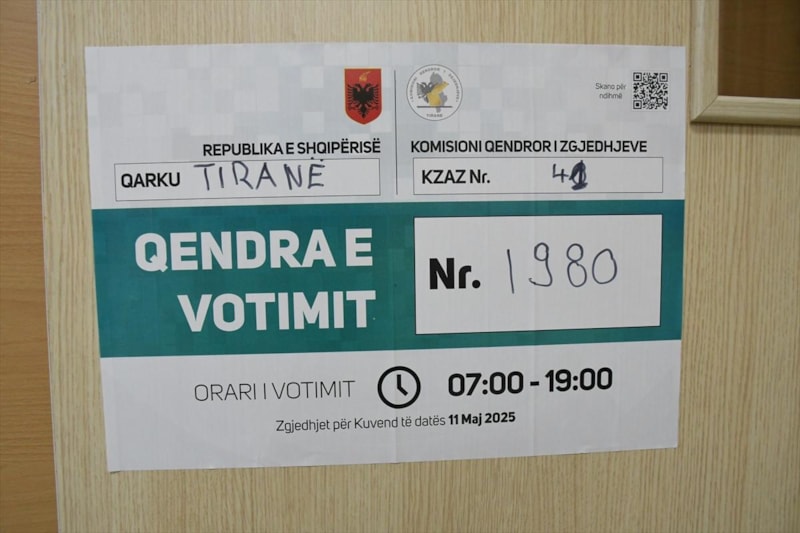 Skano për
ndihmë
REPUBLIKA E SHQIPËRISË
KOMISIONI QENDROR I ZGJEDHJEVE
QARKU TIRANË
KZAZ Nr. 41
QENDRA E
VOTIMIT
Nr. 1980
ORARI I VOTIMIT 07:00 - 19:00
Zgjedhjet për Kuvend të datës 11 Maj 2025